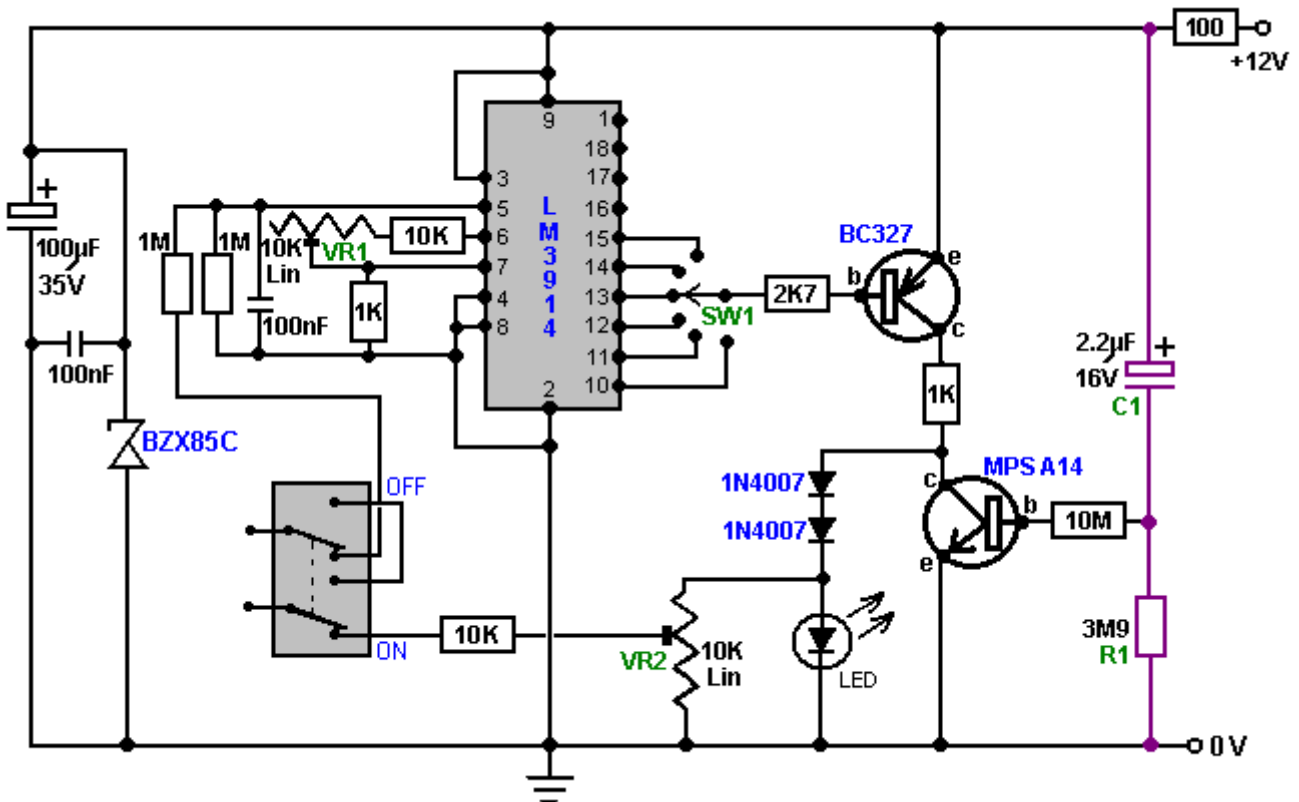 100
+12V
9
1
18
17
16
15
14
13
12
11
10
3
5
6
7
4
8
2
L
M
3
9
1
4
1M
1M
10K
Lin
VR1
10K
1K
100nF
+
100µF
35V
100nF
BZX85C
SW1
2K7
BC327
b
e
c
1K
2.2µF
16V
+
C1
1N4007
1N4007
MPSA14
c
b
e
10M
3M9
R1
OFF
ON
10K
VR2
10K
Lin
LED
0V